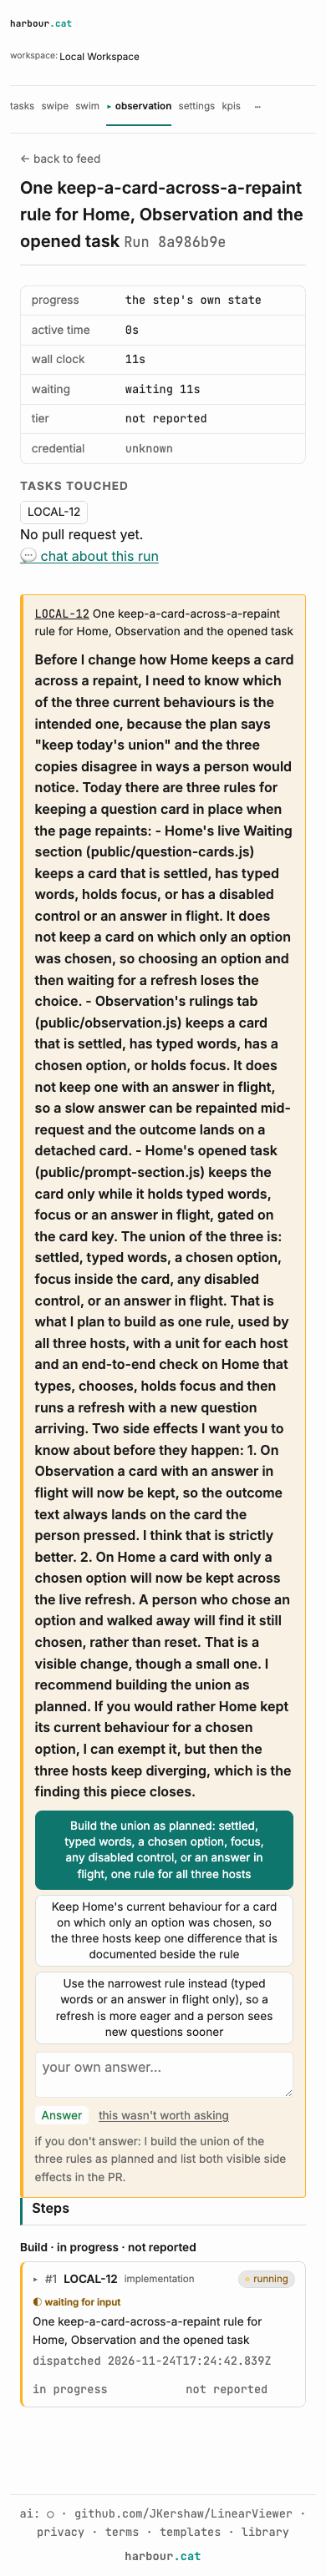 harbour.cat
workspace: Local Workspace
tasks swipe swim ▸ observation settings kpis …
← back to feed
One keep-a-card-across-a-repaint
rule for Home, Observation and the
opened task Run 8a986b9e
progress the step's own state
active time 0s
wall clock 11s
waiting waiting 11s
tier not reported
credential unknown
TASKS TOUCHED
LOCAL-12
No pull request yet.
💬 chat about this run
LOCAL-12 One keep-a-card-across-a-repaint
rule for Home, Observation and the opened task
Before I change how Home keeps a card
across a repaint, I need to know which
of the three current behaviours is the
intended one, because the plan says
"keep today's union" and the three
copies disagree in ways a person would
notice. Today there are three rules for
keeping a question card in place when
the page repaints: - Home's live Waiting
section (public/question-cards.js)
keeps a card that is settled, has typed
words, holds focus, or has a disabled
control or an answer in flight. It does
not keep a card on which only an option
was chosen, so choosing an option and
then waiting for a refresh loses the
choice. - Observation's rulings tab
(public/observation.js) keeps a card
that is settled, has typed words, has a
chosen option, or holds focus. It does
not keep one with an answer in flight,
so a slow answer can be repainted mid-
request and the outcome lands on a
detached card. - Home's opened task
(public/prompt-section.js) keeps the
card only while it holds typed words,
focus or an answer in flight, gated on
the card key. The union of the three is:
settled, typed words, a chosen option,
focus inside the card, any disabled
control, or an answer in flight. That is
what I plan to build as one rule, used by
all three hosts, with a unit for each host
and an end-to-end check on Home that
types, chooses, holds focus and then
runs a refresh with a new question
arriving. Two side effects I want you to
know about before they happen: 1. On
Observation a card with an answer in
flight will now be kept, so the outcome
text always lands on the card the
person pressed. I think that is strictly
better. 2. On Home a card with only a
chosen option will now be kept across
the live refresh. A person who chose an
option and walked away will find it still
chosen, rather than reset. That is a
visible change, though a small one. I
recommend building the union as
planned. If you would rather Home kept
its current behaviour for a chosen
option, I can exempt it, but then the
three hosts keep diverging, which is the
finding this piece closes.
Build the union as planned: settled,
typed words, a chosen option, focus,
any disabled control, or an answer in
flight, one rule for all three hosts
Keep Home's current behaviour for a card
on which only an option was chosen, so
the three hosts keep one difference that is
documented beside the rule
Use the narrowest rule instead (typed
words or an answer in flight only), so a
refresh is more eager and a person sees
new questions sooner
your own answer...
Answer this wasn't worth asking
if you don't answer: I build the union of the
three rules as planned and list both visible side
effects in the PR.
Steps
Build · in progress · not reported
▸ #1 LOCAL-12 implementation running
◐ waiting for input
One keep-a-card-across-a-repaint rule for
Home, Observation and the opened task
dispatched 2026-11-24T17:24:42.839Z
in progress not reported
ai: ○ · github.com/JKershaw/LinearViewer ·
privacy · terms · templates · library
harbour.cat